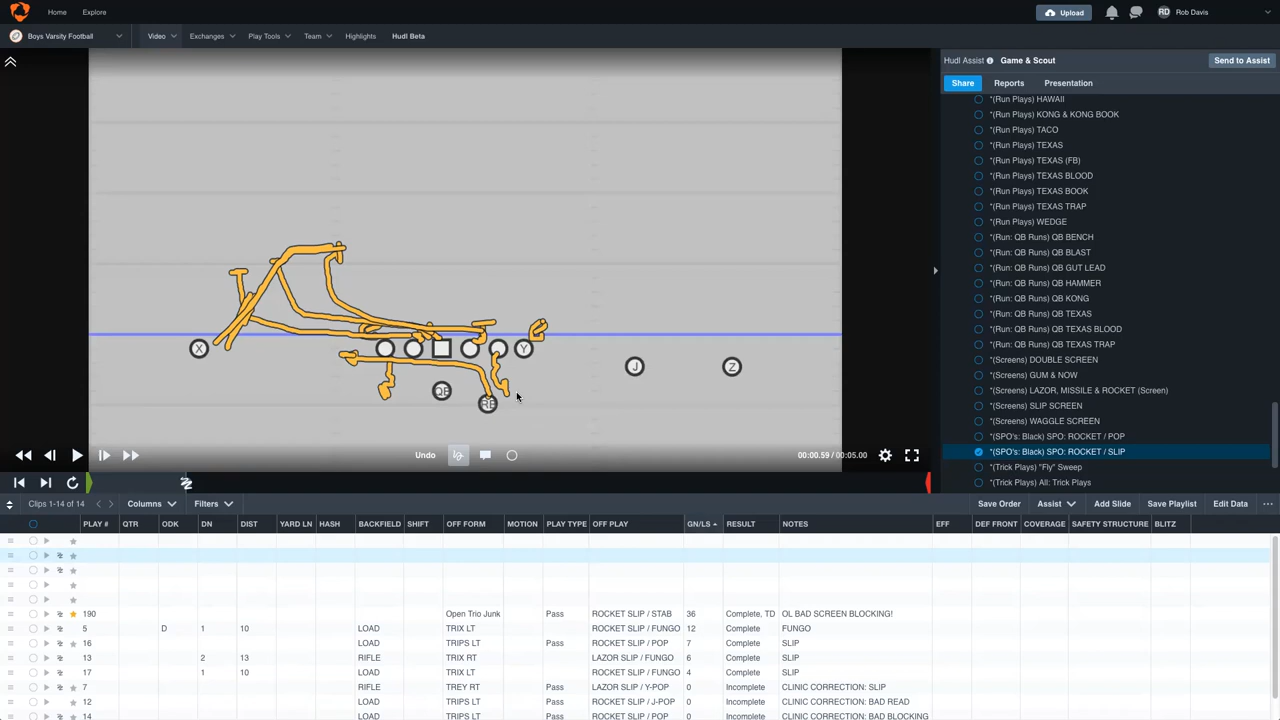 Home Explore Upload RD Rob Davis
Boys Varsity Football Video Exchanges Play Tools Team Highlights Hudl Beta
Hudl Assist Game & Scout Send to Assist
Share Reports Presentation
*(Run Plays) HAWAII
*(Run Plays) KONG & KONG BOOK
*(Run Plays) TACO
*(Run Plays) TEXAS
*(Run Plays) TEXAS (FB)
*(Run Plays) TEXAS BLOOD
*(Run Plays) TEXAS BOOK
*(Run Plays) TEXAS TRAP
*(Run Plays) WEDGE
*(Run: QB Runs) QB BENCH
*(Run: QB Runs) QB BLAST
*(Run: QB Runs) QB GUT LEAD
*(Run: QB Runs) QB HAMMER
*(Run: QB Runs) QB KONG
*(Run: QB Runs) QB TEXAS
*(Run: QB Runs) QB TEXAS BLOOD
*(Run: QB Runs) QB TEXAS TRAP
*(Screens) DOUBLE SCREEN
*(Screens) GUM & NOW
*(Screens) LAZOR, MISSILE & ROCKET (Screen)
*(Screens) SLIP SCREEN
*(Screens) WAGGLE SCREEN
*(SPO's: Black) SPO: ROCKET / POP
*(SPO's: Black) SPO: ROCKET / SLIP
*(Trick Plays) "Fly" Sweep
*(Trick Plays) All: Trick Plays
X Y
J Z
QB
Undo 00:00.59 / 00:05.00
Clips 1-14 of 14 Columns Filters Save Order Assist Add Slide Save Playlist Edit Data
PLAY # QTR ODK DN DIST YARD LN HASH BACKFIELD SHIFT OFF FORM MOTION PLAY TYPE OFF PLAY GN/LS RESULT NOTES EFF DEF FRONT COVERAGE SAFETY STRUCTURE BLITZ
190 Open Trio Junk Pass ROCKET SLIP / STAB 36 Complete, TD OL BAD SCREEN BLOCKING!
5 D 1 10 LOAD TRIX LT ROCKET SLIP / FUNGO 12 Complete FUNGO
16 LOAD TRIPS LT Pass ROCKET SLIP / POP 7 Complete SLIP
13 2 13 RIFLE TRIX RT LAZOR SLIP / FUNGO 6 Complete SLIP
17 1 10 LOAD TRIX LT ROCKET SLIP / FUNGO 4 Complete SLIP
7 RIFLE TREY RT Pass LAZOR SLIP / Y-POP 0 Incomplete CLINIC CORRECTION: SLIP
12 LOAD TRIPS LT Pass ROCKET SLIP / J-POP 0 Incomplete CLINIC CORRECTION: BAD READ
14 LOAD TRIPS LT Pass ROCKET SLIP / POP 0 Incomplete CLINIC CORRECTION: BAD BLOCKING